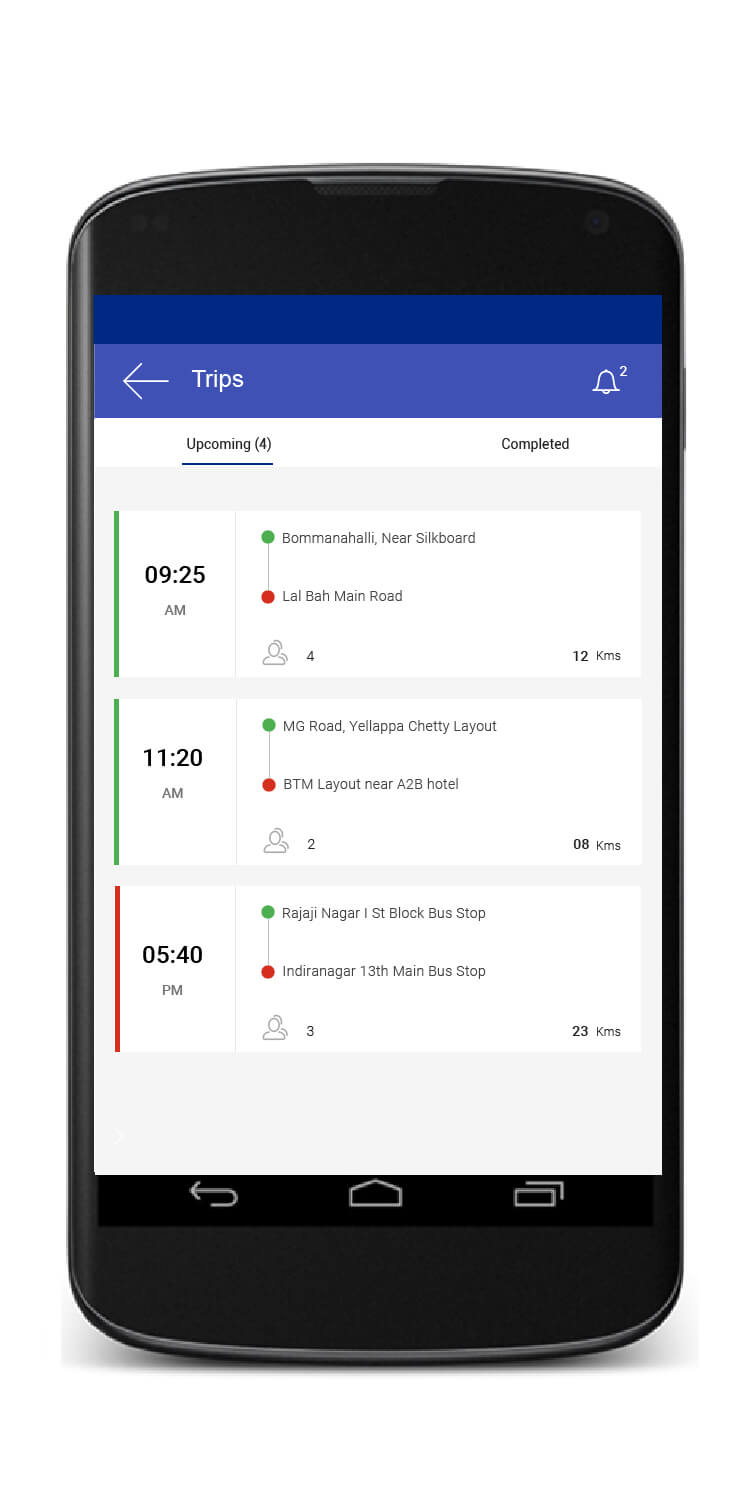 Trips
2
Upcoming (4)
Completed
09:25
AM
Bommanahalli, Near Silkboard
Lal Bah Main Road
4
12 Kms
11:20
AM
MG Road, Yellappa Chetty Layout
BTM Layout near A2B hotel
2
08 Kms
05:40
PM
Rajaji Nagar I St Block Bus Stop
Indiranagar 13th Main Bus Stop
3
23 Kms